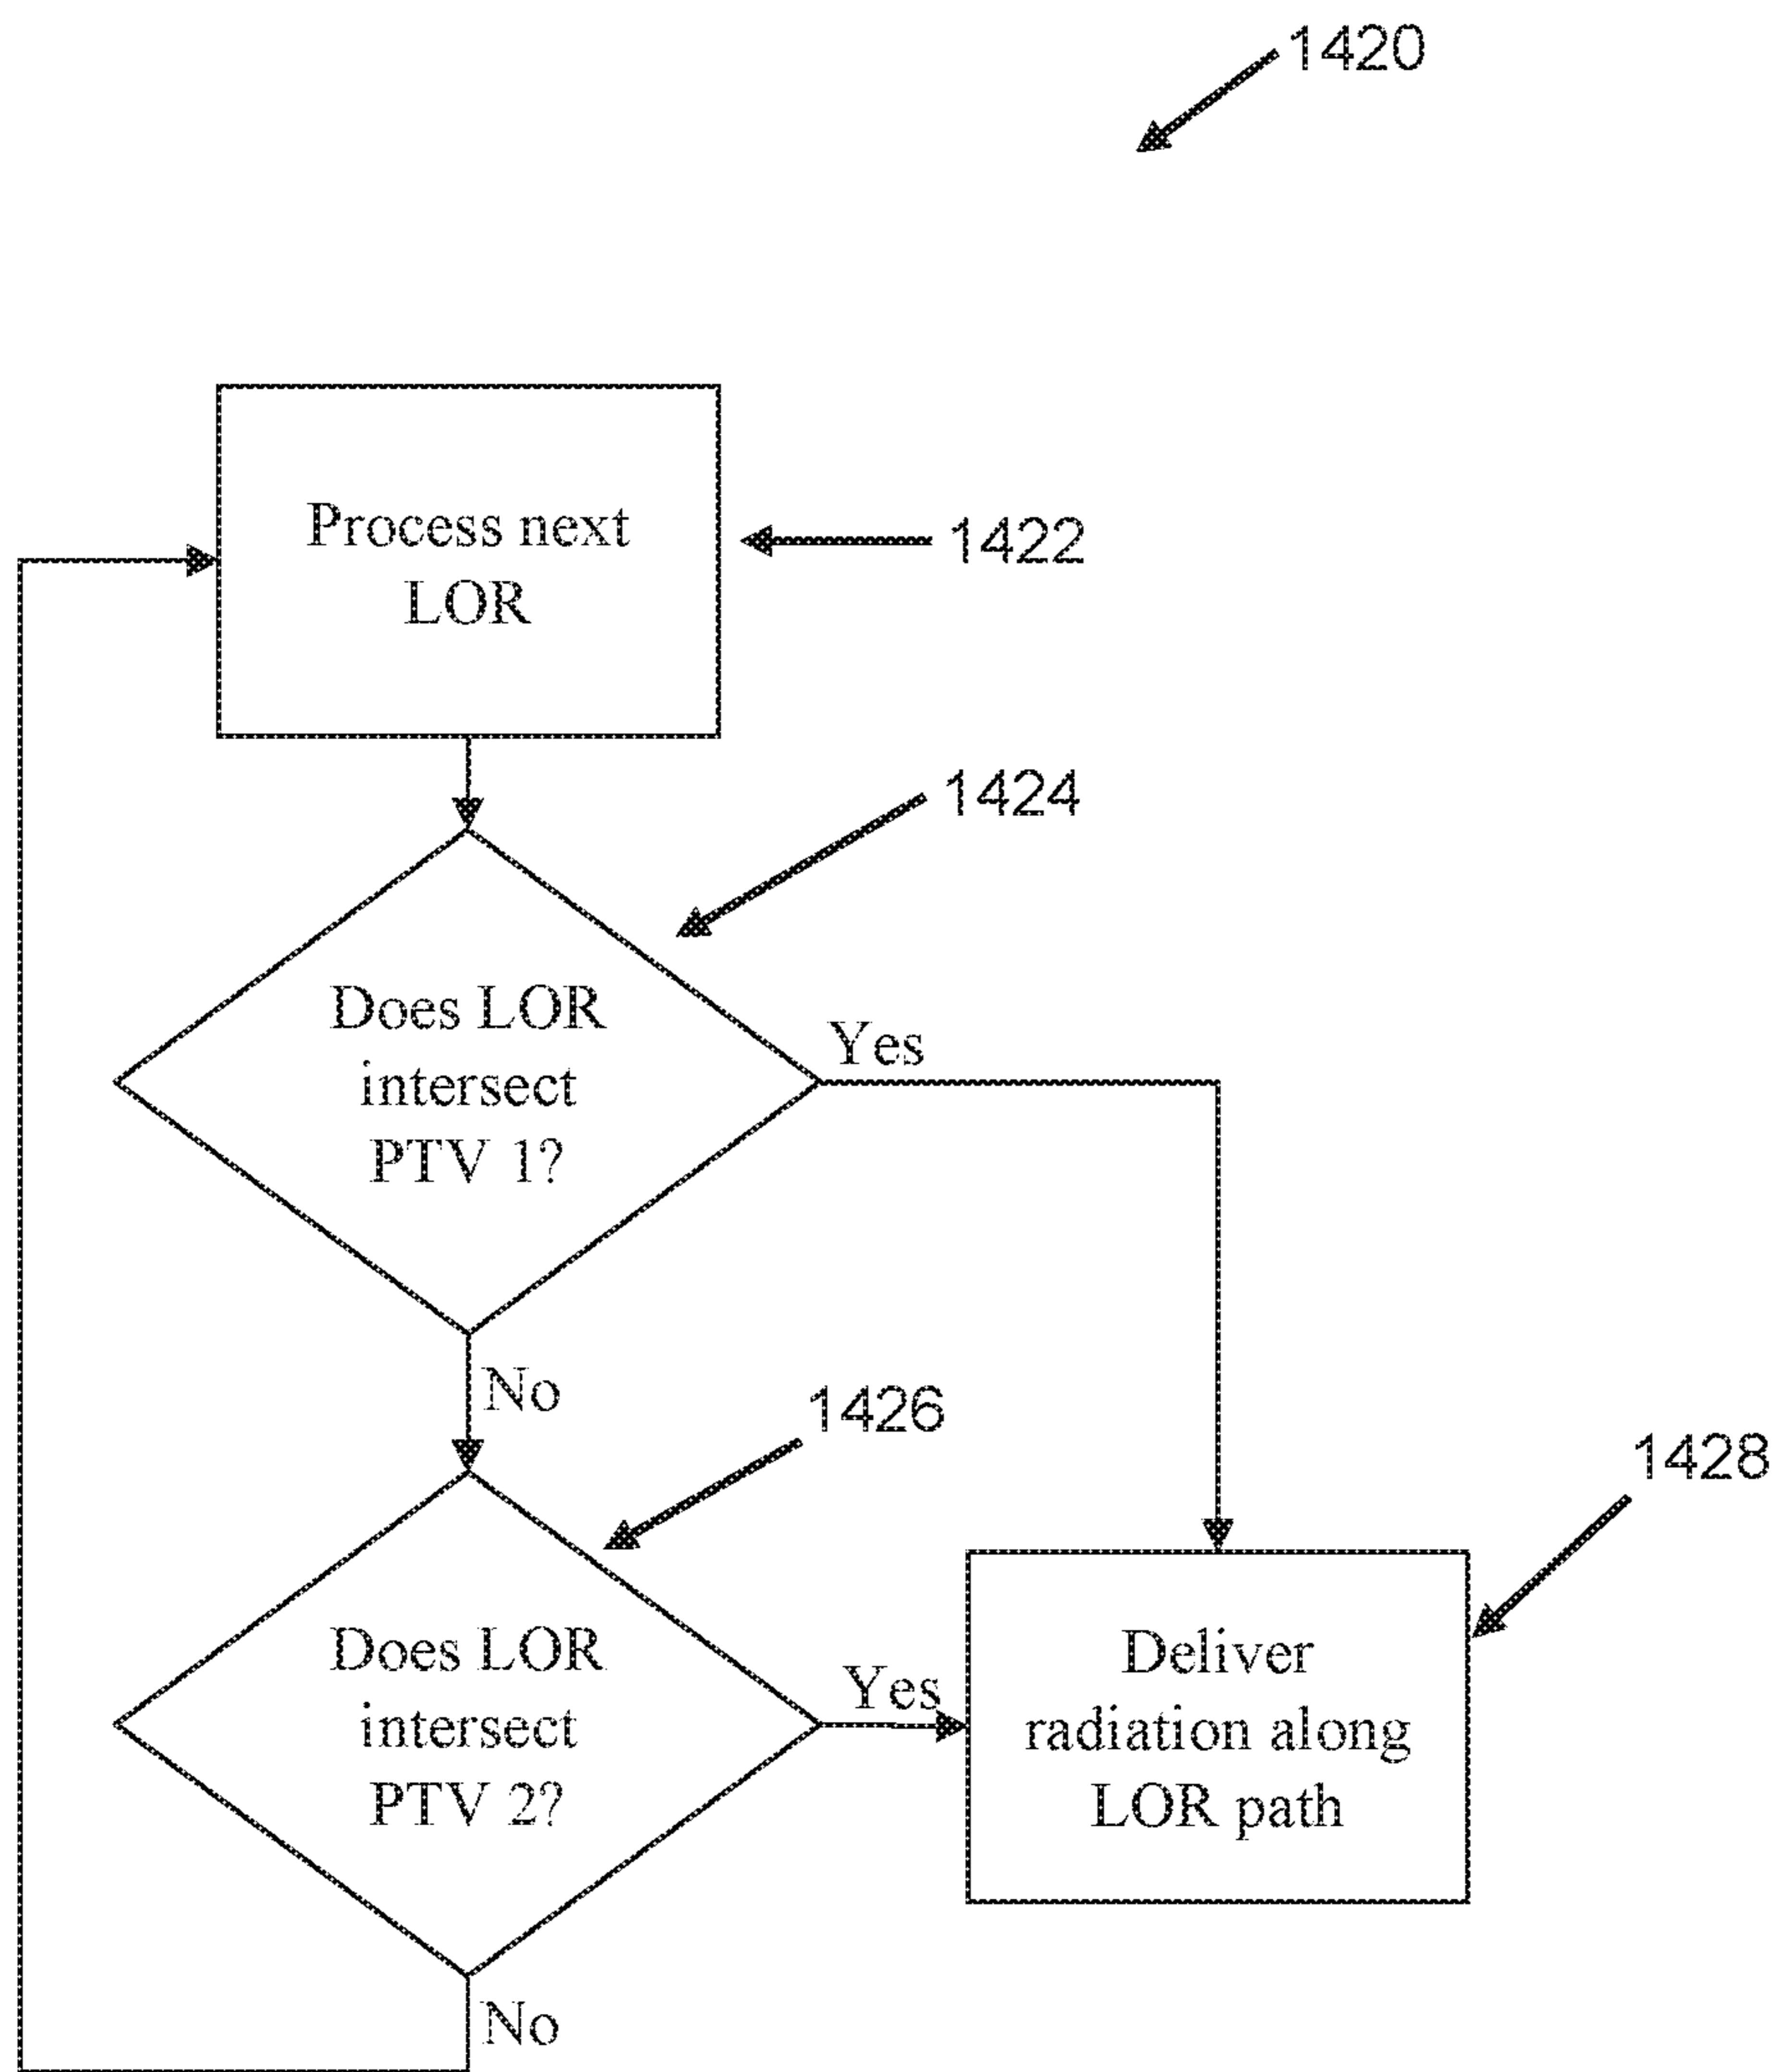 1420
Process next
LOR
1422
1424
Does LOR
intersect
PTV 1?
Yes
No
1426
1428
Does LOR
intersect
PTV 2?
Yes
Deliver
radiation along
LOR path
No